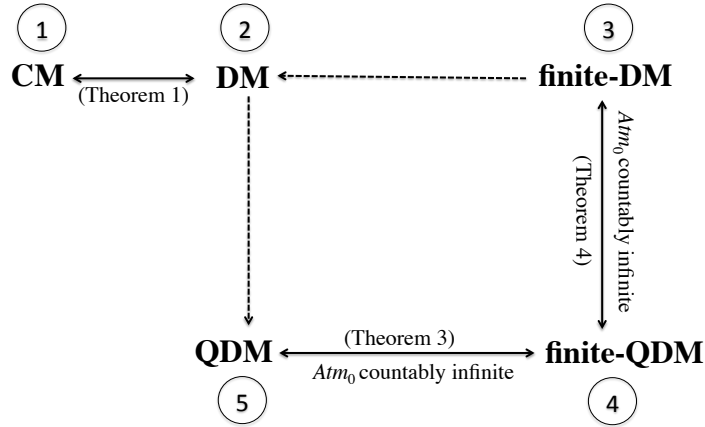 1
2
3
CM
DM
finite-DM
(Theorem 1)
Atm0 countably infinite
(Theorem 4)
QDM
(Theorem 3)
finite-QDM
Atm0 countably infinite
5
4